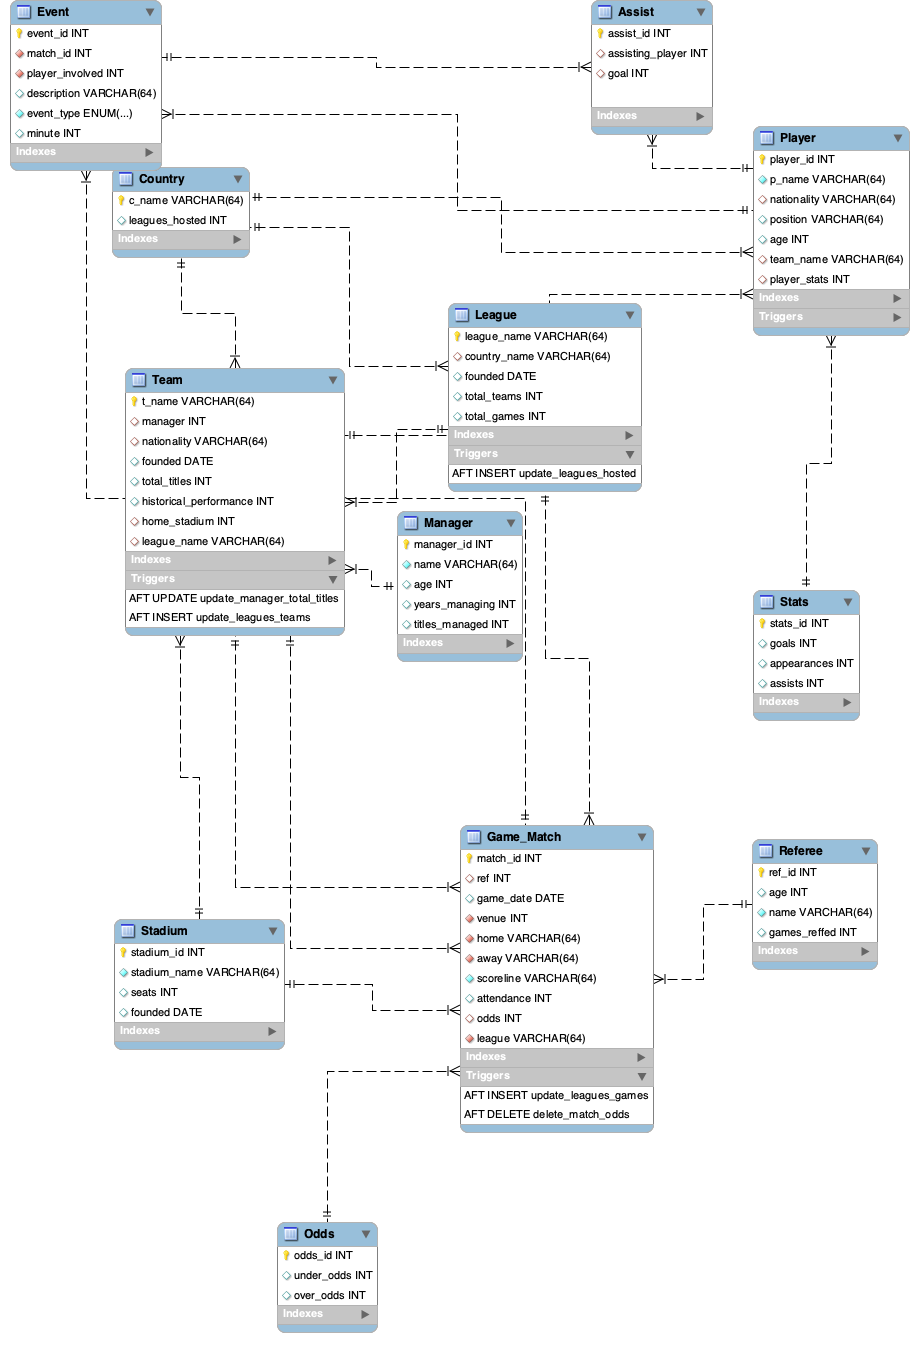 Event
event_id INT
match_id INT
player_involved INT
description VARCHAR(64)
event_type ENUM(...)
minute INT
Indexes
Assist
assist_id INT
assisting_player INT
goal INT
Indexes
Player
player_id INT
p_name VARCHAR(64)
nationality VARCHAR(64)
position VARCHAR(64)
age INT
team_name VARCHAR(64)
player_stats INT
Indexes
Triggers
Country
c_name VARCHAR(64)
leagues_hosted INT
Indexes
League
league_name VARCHAR(64)
country_name VARCHAR(64)
founded DATE
total_teams INT
total_games INT
Indexes
Triggers
AFT INSERT update_leagues_hosted
Team
t_name VARCHAR(64)
manager INT
nationality VARCHAR(64)
founded DATE
total_titles INT
historical_performance INT
home_stadium INT
league_name VARCHAR(64)
Indexes
Triggers
AFT UPDATE update_manager_total_titles
AFT INSERT update_leagues_teams
Manager
manager_id INT
name VARCHAR(64)
age INT
years_managing INT
titles_managed INT
Indexes
Stats
stats_id INT
goals INT
appearances INT
assists INT
Indexes
Game_Match
match_id INT
ref INT
game_date DATE
venue INT
home VARCHAR(64)
away VARCHAR(64)
scoreline VARCHAR(64)
attendance INT
odds INT
league VARCHAR(64)
Indexes
Triggers
AFT INSERT update_leagues_games
AFT DELETE delete_match_odds
Referee
ref_id INT
age INT
name VARCHAR(64)
games_reffed INT
Indexes
Stadium
stadium_id INT
stadium_name VARCHAR(64)
seats INT
founded DATE
Indexes
Odds
odds_id INT
under_odds INT
over_odds INT
Indexes